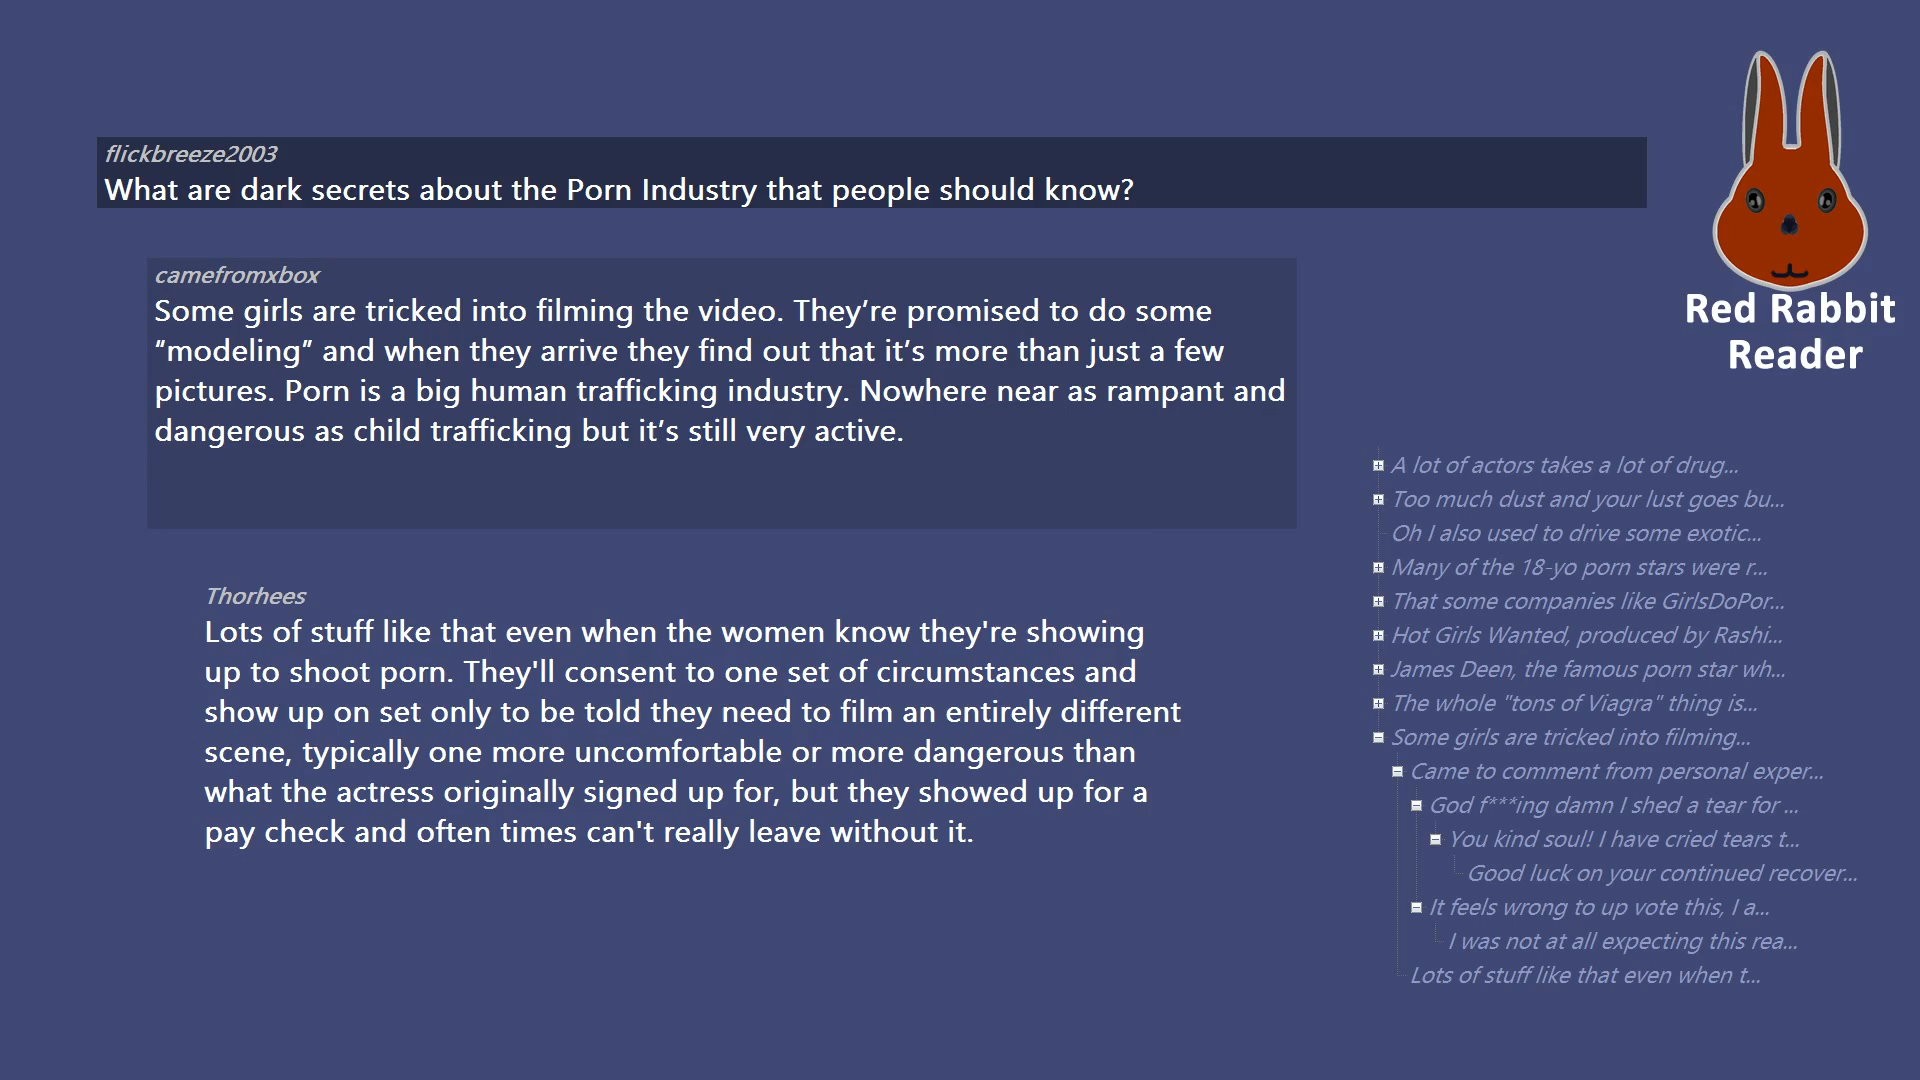 flickbreeze2003
What are dark secrets about the Porn Industry that people should know?
camefromxbox
Some girls are tricked into filming the video. They’re promised to do some
“modeling” and when they arrive they find out that it’s more than just a few
pictures. Porn is a big human trafficking industry. Nowhere near as rampant and
dangerous as child trafficking but it’s still very active.
Thorhees
Lots of stuff like that even when the women know they're showing
up to shoot porn. They'll consent to one set of circumstances and
show up on set only to be told they need to film an entirely different
scene, typically one more uncomfortable or more dangerous than
what the actress originally signed up for, but they showed up for a
pay check and often times can't really leave without it.
Red Rabbit
Reader
A lot of actors takes a lot of drug...
Too much dust and your lust goes bu...
Oh I also used to drive some exotic...
Many of the 18-yo porn stars were r...
That some companies like GirlsDoPor...
Hot Girls Wanted, produced by Rashi...
James Deen, the famous porn star wh...
The whole "tons of Viagra" thing is...
Some girls are tricked into filming...
Came to comment from personal exper...
God f***ing damn I shed a tear for ...
You kind soul! I have cried tears t...
Good luck on your continued recover...
It feels wrong to up vote this, I a...
I was not at all expecting this rea...
Lots of stuff like that even when t...